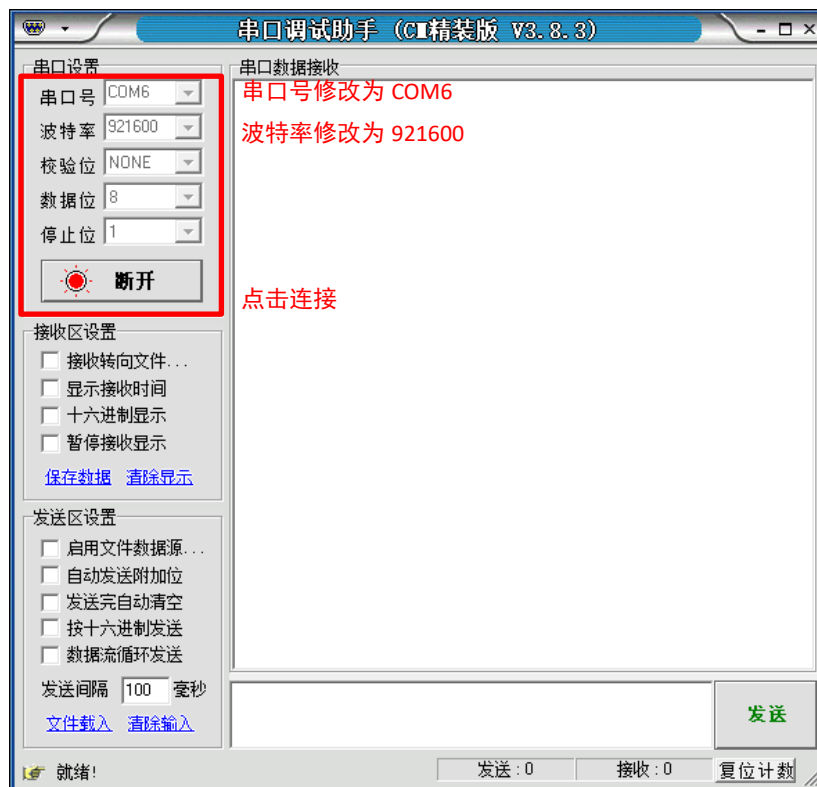 串口调试助手 (CM精装版 V3.8.3)
串口设置
串口号 COM6
波特率 921600
校验位 NONE
数据位 8
停止位 1
断开
接收区设置
接收转向文件...
显示接收时间
十六进制显示
暂停接收显示
保存数据 清除显示
发送区设置
启用文件数据源...
自动发送附加位
发送完自动清空
按十六进制发送
数据流循环发送
发送间隔 100 毫秒
文件载入 清除输入
串口数据接收
串口号修改为 COM6
波特率修改为 921600
点击连接
发送
就绪!
发送:0
接收:0
复位计数